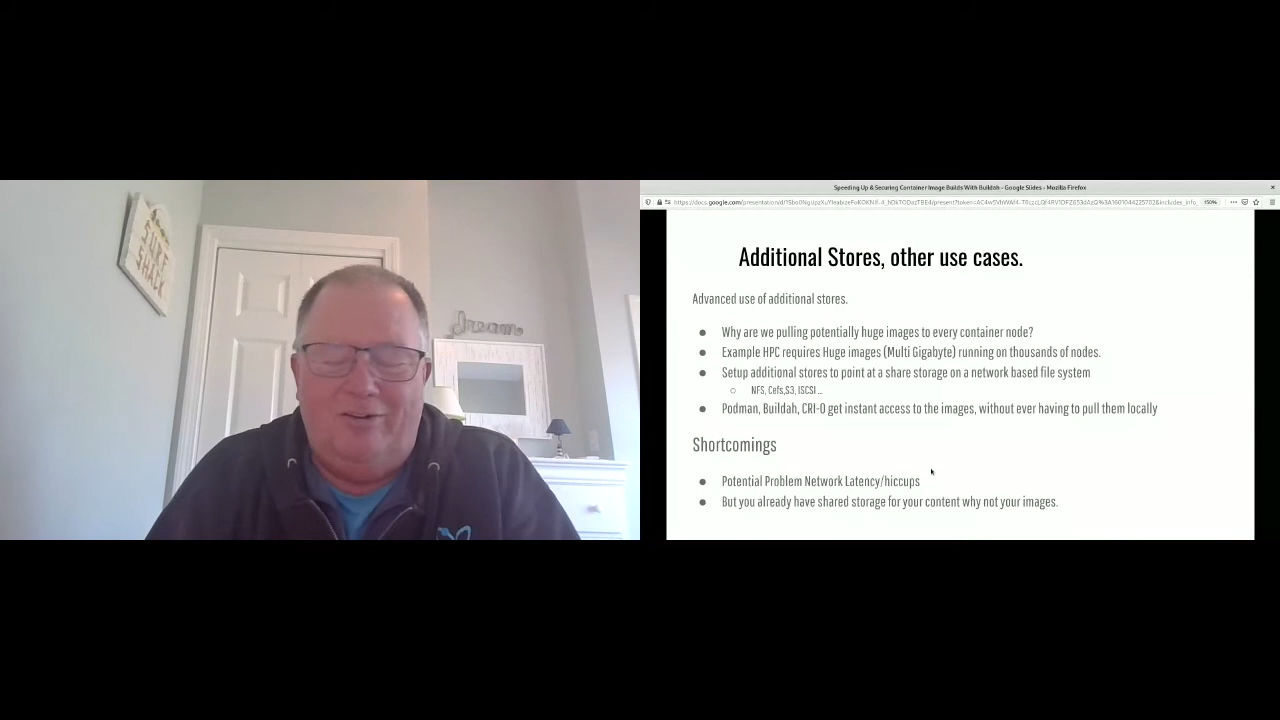 SURF
SHACK
Dream
Speeding Up & Securing Container Image Builds With Buildah - Google Slides - Mozilla Firefox
150%
Additional Stores, other use cases.
Advanced use of additional stores.
● Why are we pulling potentially huge images to every container node?
● Example HPC requires Huge images (Multi Gigabyte) running on thousands of nodes.
● Setup additional stores to point at a share storage on a network based file system
○ NFS, Cefs,S3, ISCSI ...
● Podman, Buildah, CRI-O get instant access to the images, without ever having to pull them locally
Shortcomings
● Potential Problem Network Latency/hiccups
● But you already have shared storage for your content why not your images.